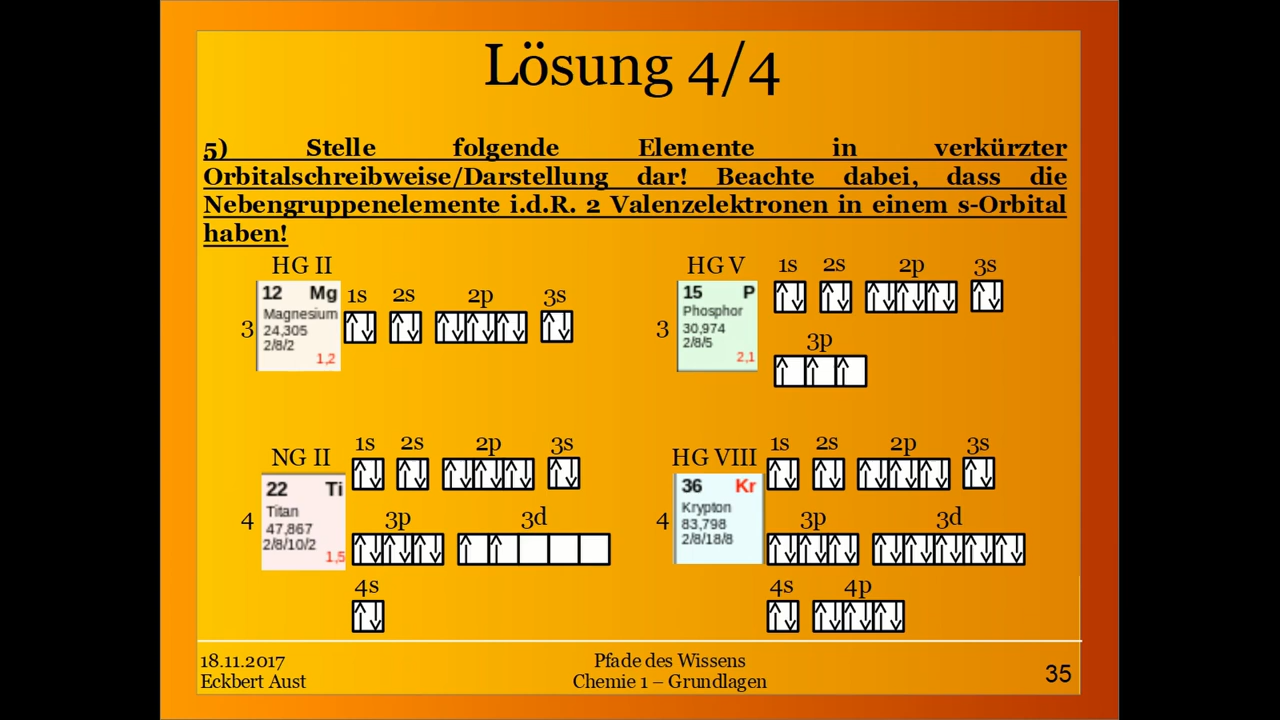 Lösung 4/4
5) Stelle folgende Elemente in verkürzter
Orbitalschreibweise/Darstellung dar! Beachte dabei, dass die
Nebengruppenelemente i.d.R. 2 Valenzelektronen in einem s-Orbital
haben!
HG II
1s 2s 2p 3s
3
12 Mg
Magnesium
24,305
2/8/2
1,2
HG V
1s 2s 2p 3s
3
15 P
Phosphor
30,974
2/8/5
2,1
3p
NG II
1s 2s 2p 3s
4
22 Ti
Titan
47,867
2/8/10/2
1,5
3p 3d
4s
HG VIII
1s 2s 2p 3s
4
36 Kr
Krypton
83,798
2/8/18/8
3p 3d
4s 4p
18.11.2017
Eckbert Aust
Pfade des Wissens
Chemie 1 – Grundlagen
35